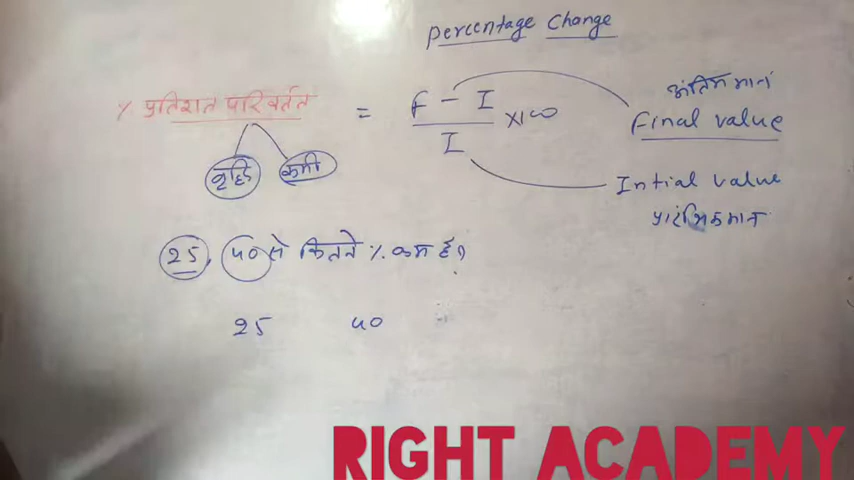 Percentage Change
% प्रतिशत परिवर्तन = F - I / I × 100
अंतिम मान
Final value
वृद्धि कमी
Intial value
प्रारंभिक मान
25, 40 से कितने % कम है?
25 40
RIGHT ACADEMY